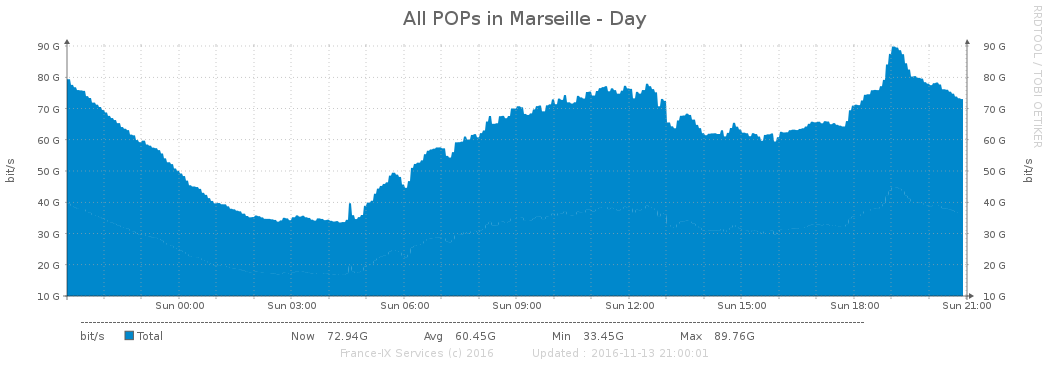 All POPs in Marseille - Day
RRDTOOL / TOBI OETIKER
90 G 90 G
80 G 80 G
70 G 70 G
60 G 60 G
50 G 50 G
40 G 40 G
30 G 30 G
20 G 20 G
10 G 10 G
bit/s bit/s
Sun 00:00 Sun 03:00 Sun 06:00 Sun 09:00 Sun 12:00 Sun 15:00 Sun 18:00 Sun 21:00
bit/s Total Now 72.94G Avg 60.45G Min 33.45G Max 89.76G
France-IX Services (c) 2016 Updated : 2016-11-13 21:00:01